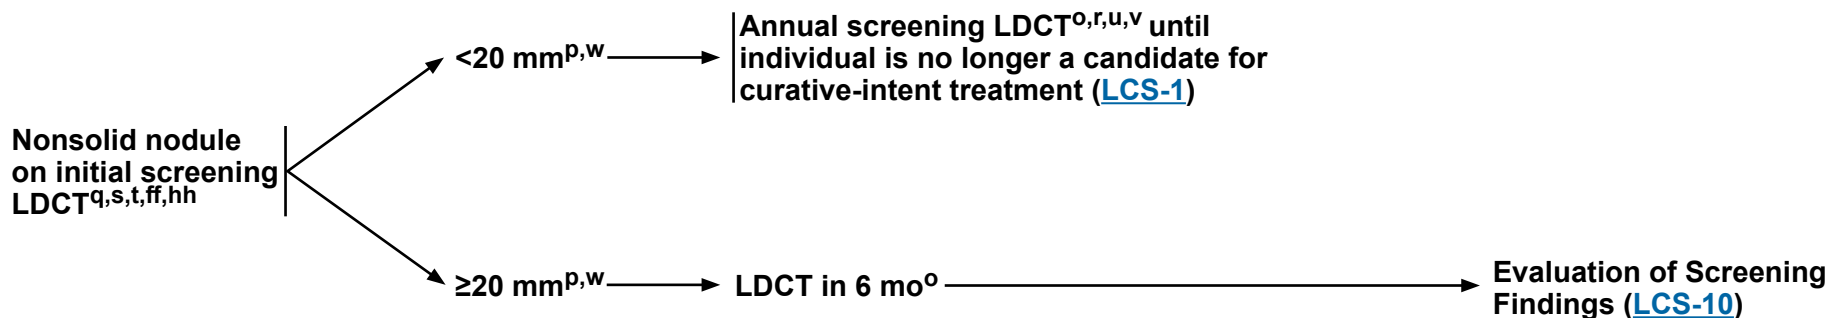 Nonsolid nodule
on initial screening
LDCTq,s,t,ff,hh
<20 mmp,w
Annual screening LDCTo,r,u,v until
individual is no longer a candidate for
curative-intent treatment (LCS-1)
≥20 mmp,w
LDCT in 6 moo
Evaluation of Screening
Findings (LCS-10)